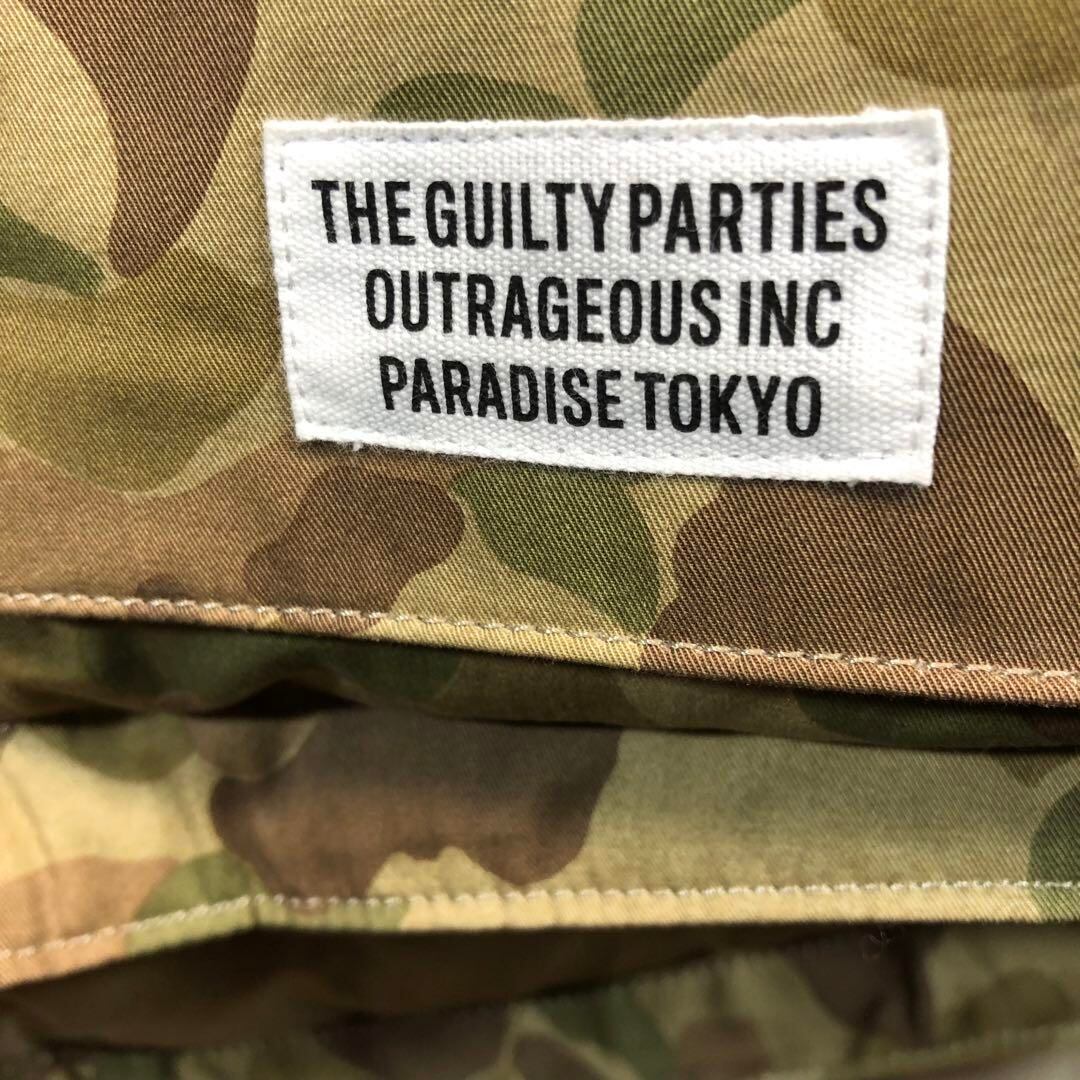 THE GUILTY PARTIES
OUTRAGEOUS INC
PARADISE TOKYO